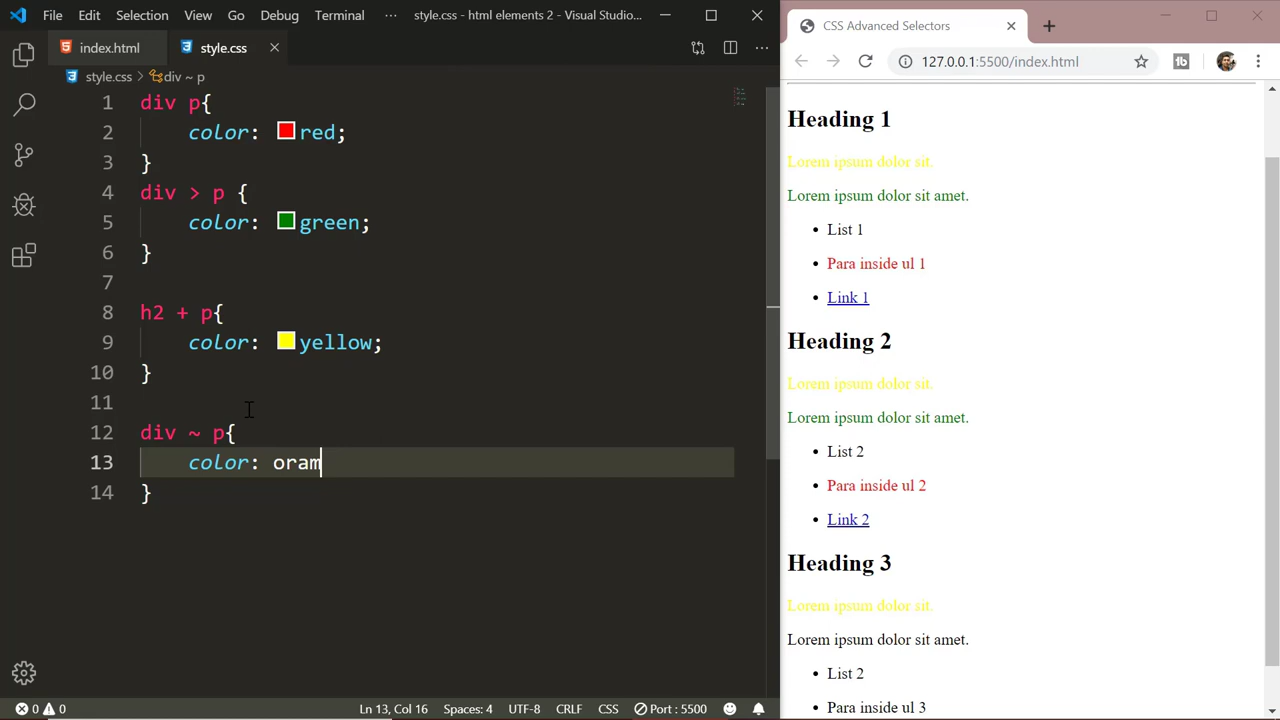 File Edit Selection View Go Debug Terminal ··· style.css - html elements 2 - Visual Studio...
index.html style.css
style.css > div ~ p
1 div p{
2 color: red;
3 }
4 div > p {
5 color: green;
6 }
7
8 h2 + p{
9 color: yellow;
10 }
11
12 div ~ p{
13 color: oram
14 }
0 0 Ln 13, Col 16 Spaces: 4 UTF-8 CRLF CSS Port : 5500
CSS Advanced Selectors
127.0.0.1:5500/index.html
Heading 1
Lorem ipsum dolor sit.
Lorem ipsum dolor sit amet.
• List 1
• Para inside ul 1
• Link 1
Heading 2
Lorem ipsum dolor sit.
Lorem ipsum dolor sit amet.
• List 2
• Para inside ul 2
• Link 2
Heading 3
Lorem ipsum dolor sit.
Lorem ipsum dolor sit amet.
• List 2
• Para inside ul 3